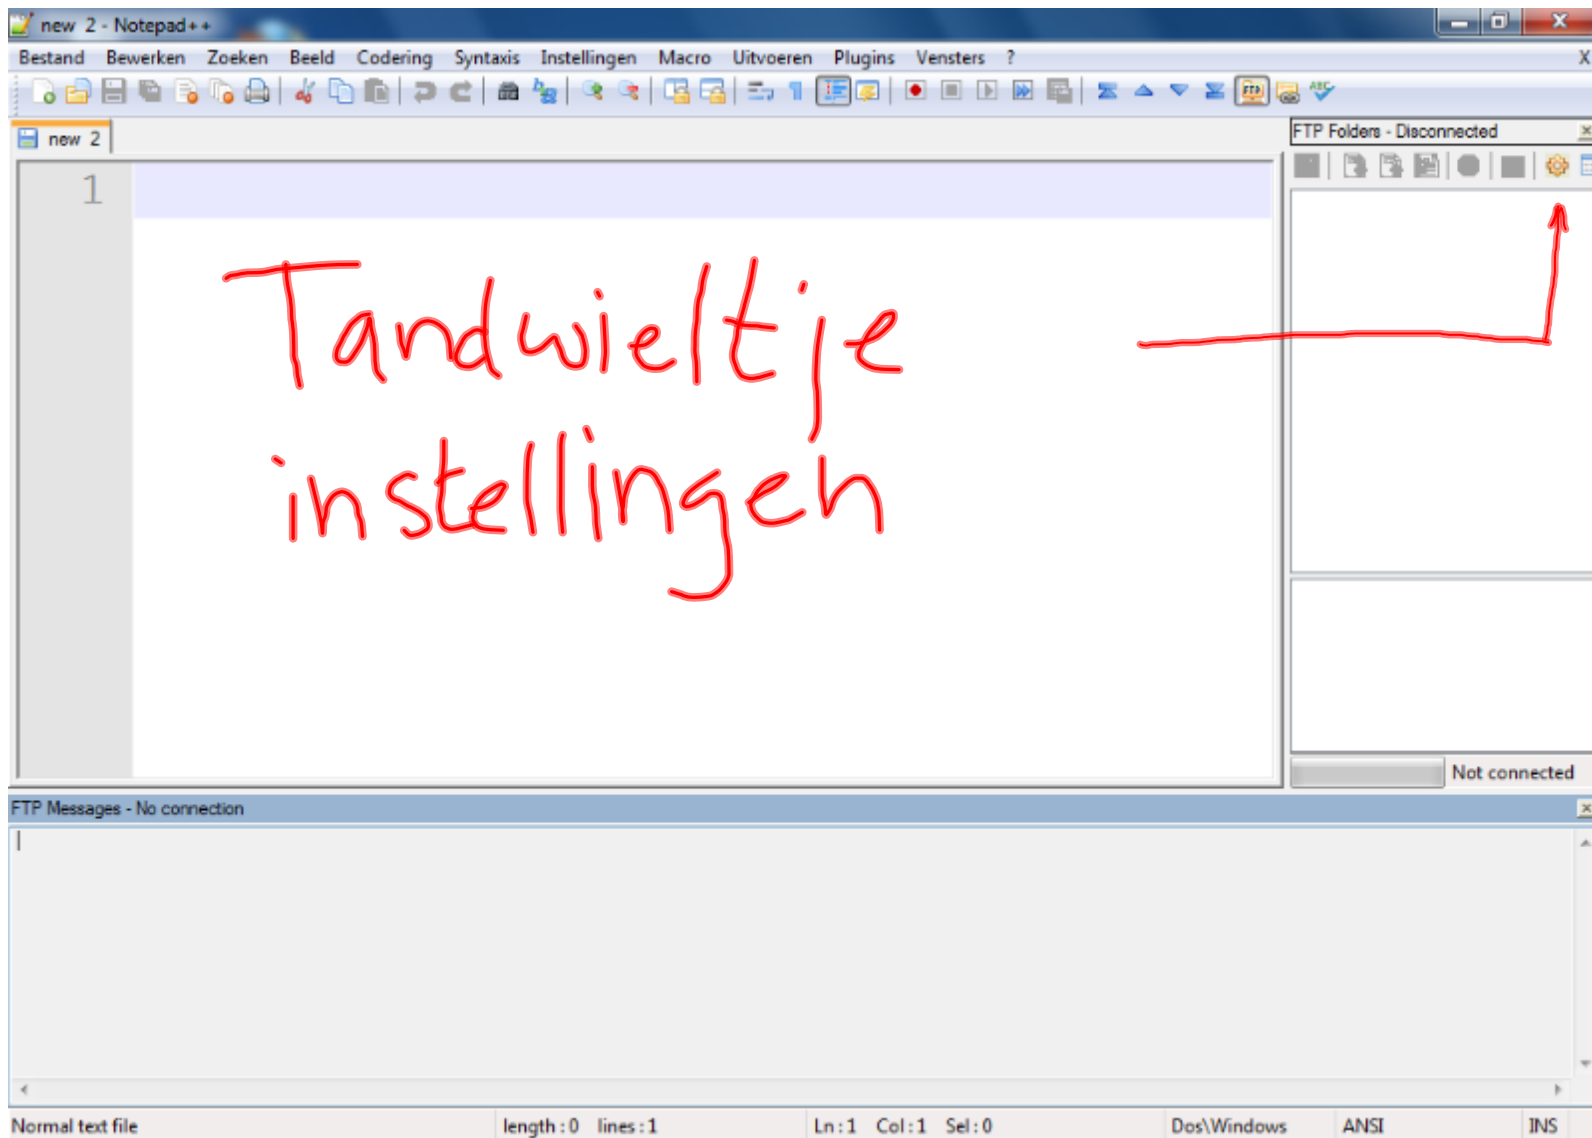 new 2 - Notepad++
Bestand Bewerken Zoeken Beeld Codering Syntaxis Instellingen Macro Uitvoeren Plugins Vensters ? X
FTP
ABC
new 2
FTP Folders - Disconnected
1
Tandwieltje
instellingen
Not connected
FTP Messages - No connection
Normal text file length : 0 lines : 1 Ln : 1 Col : 1 Sel : 0 Dos\Windows ANSI INS